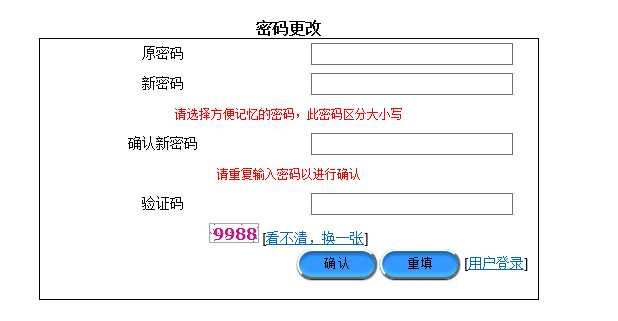 密码更改
原密码
新密码
请选择方便记忆的密码，此密码区分大小写
确认新密码
请重复输入密码以进行确认
验证码
9988 [看不清，换一张]
确认 重填 [用户登录]